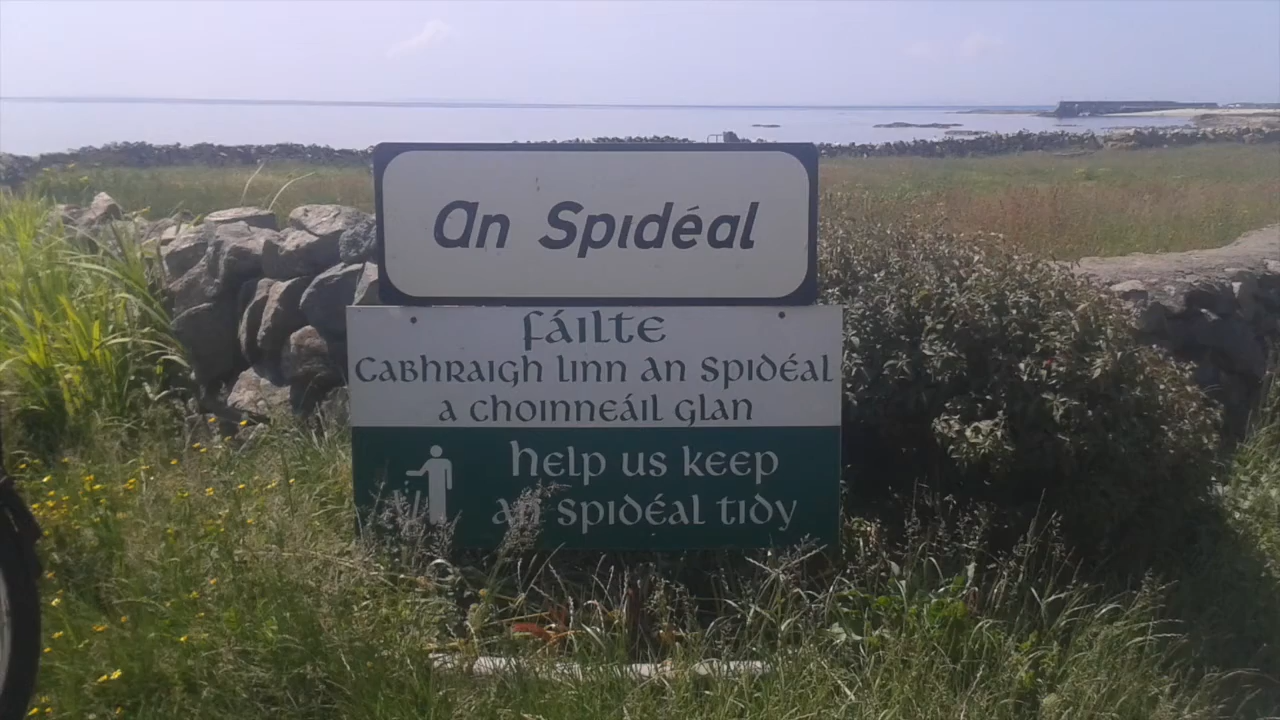 An Spidéal
Fáilte
Cabhraigh linn an Spidéal
a choinneáil glan
help us keep
an spidéal tidy